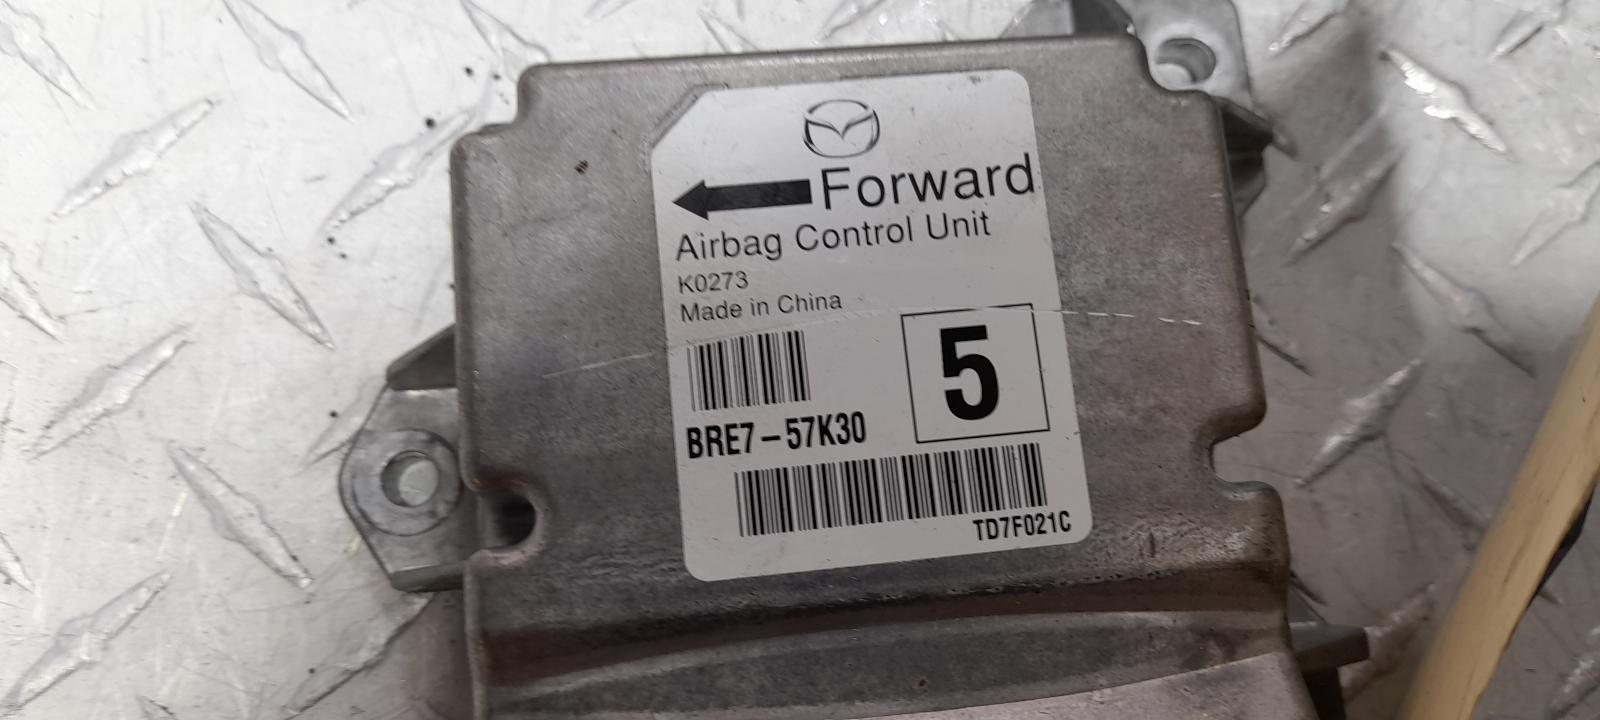 Forward
Airbag Control Unit
K0273
Made in China
5
BRE7-57K30
TD7F021C